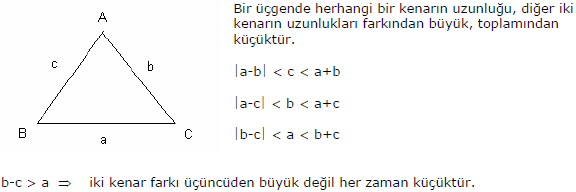 Bir üçgende herhangi bir kenarın uzunluğu, diğer iki
kenarın uzunlukları farkından büyük, toplamından
küçüktür.
A
c
b
|a-b| < c < a+b
|a-c| < b < a+c
B
C
a
|b-c| < a < b+c
b-c > a ⇒ iki kenar farkı üçüncüden büyük değil her zaman küçüktür.